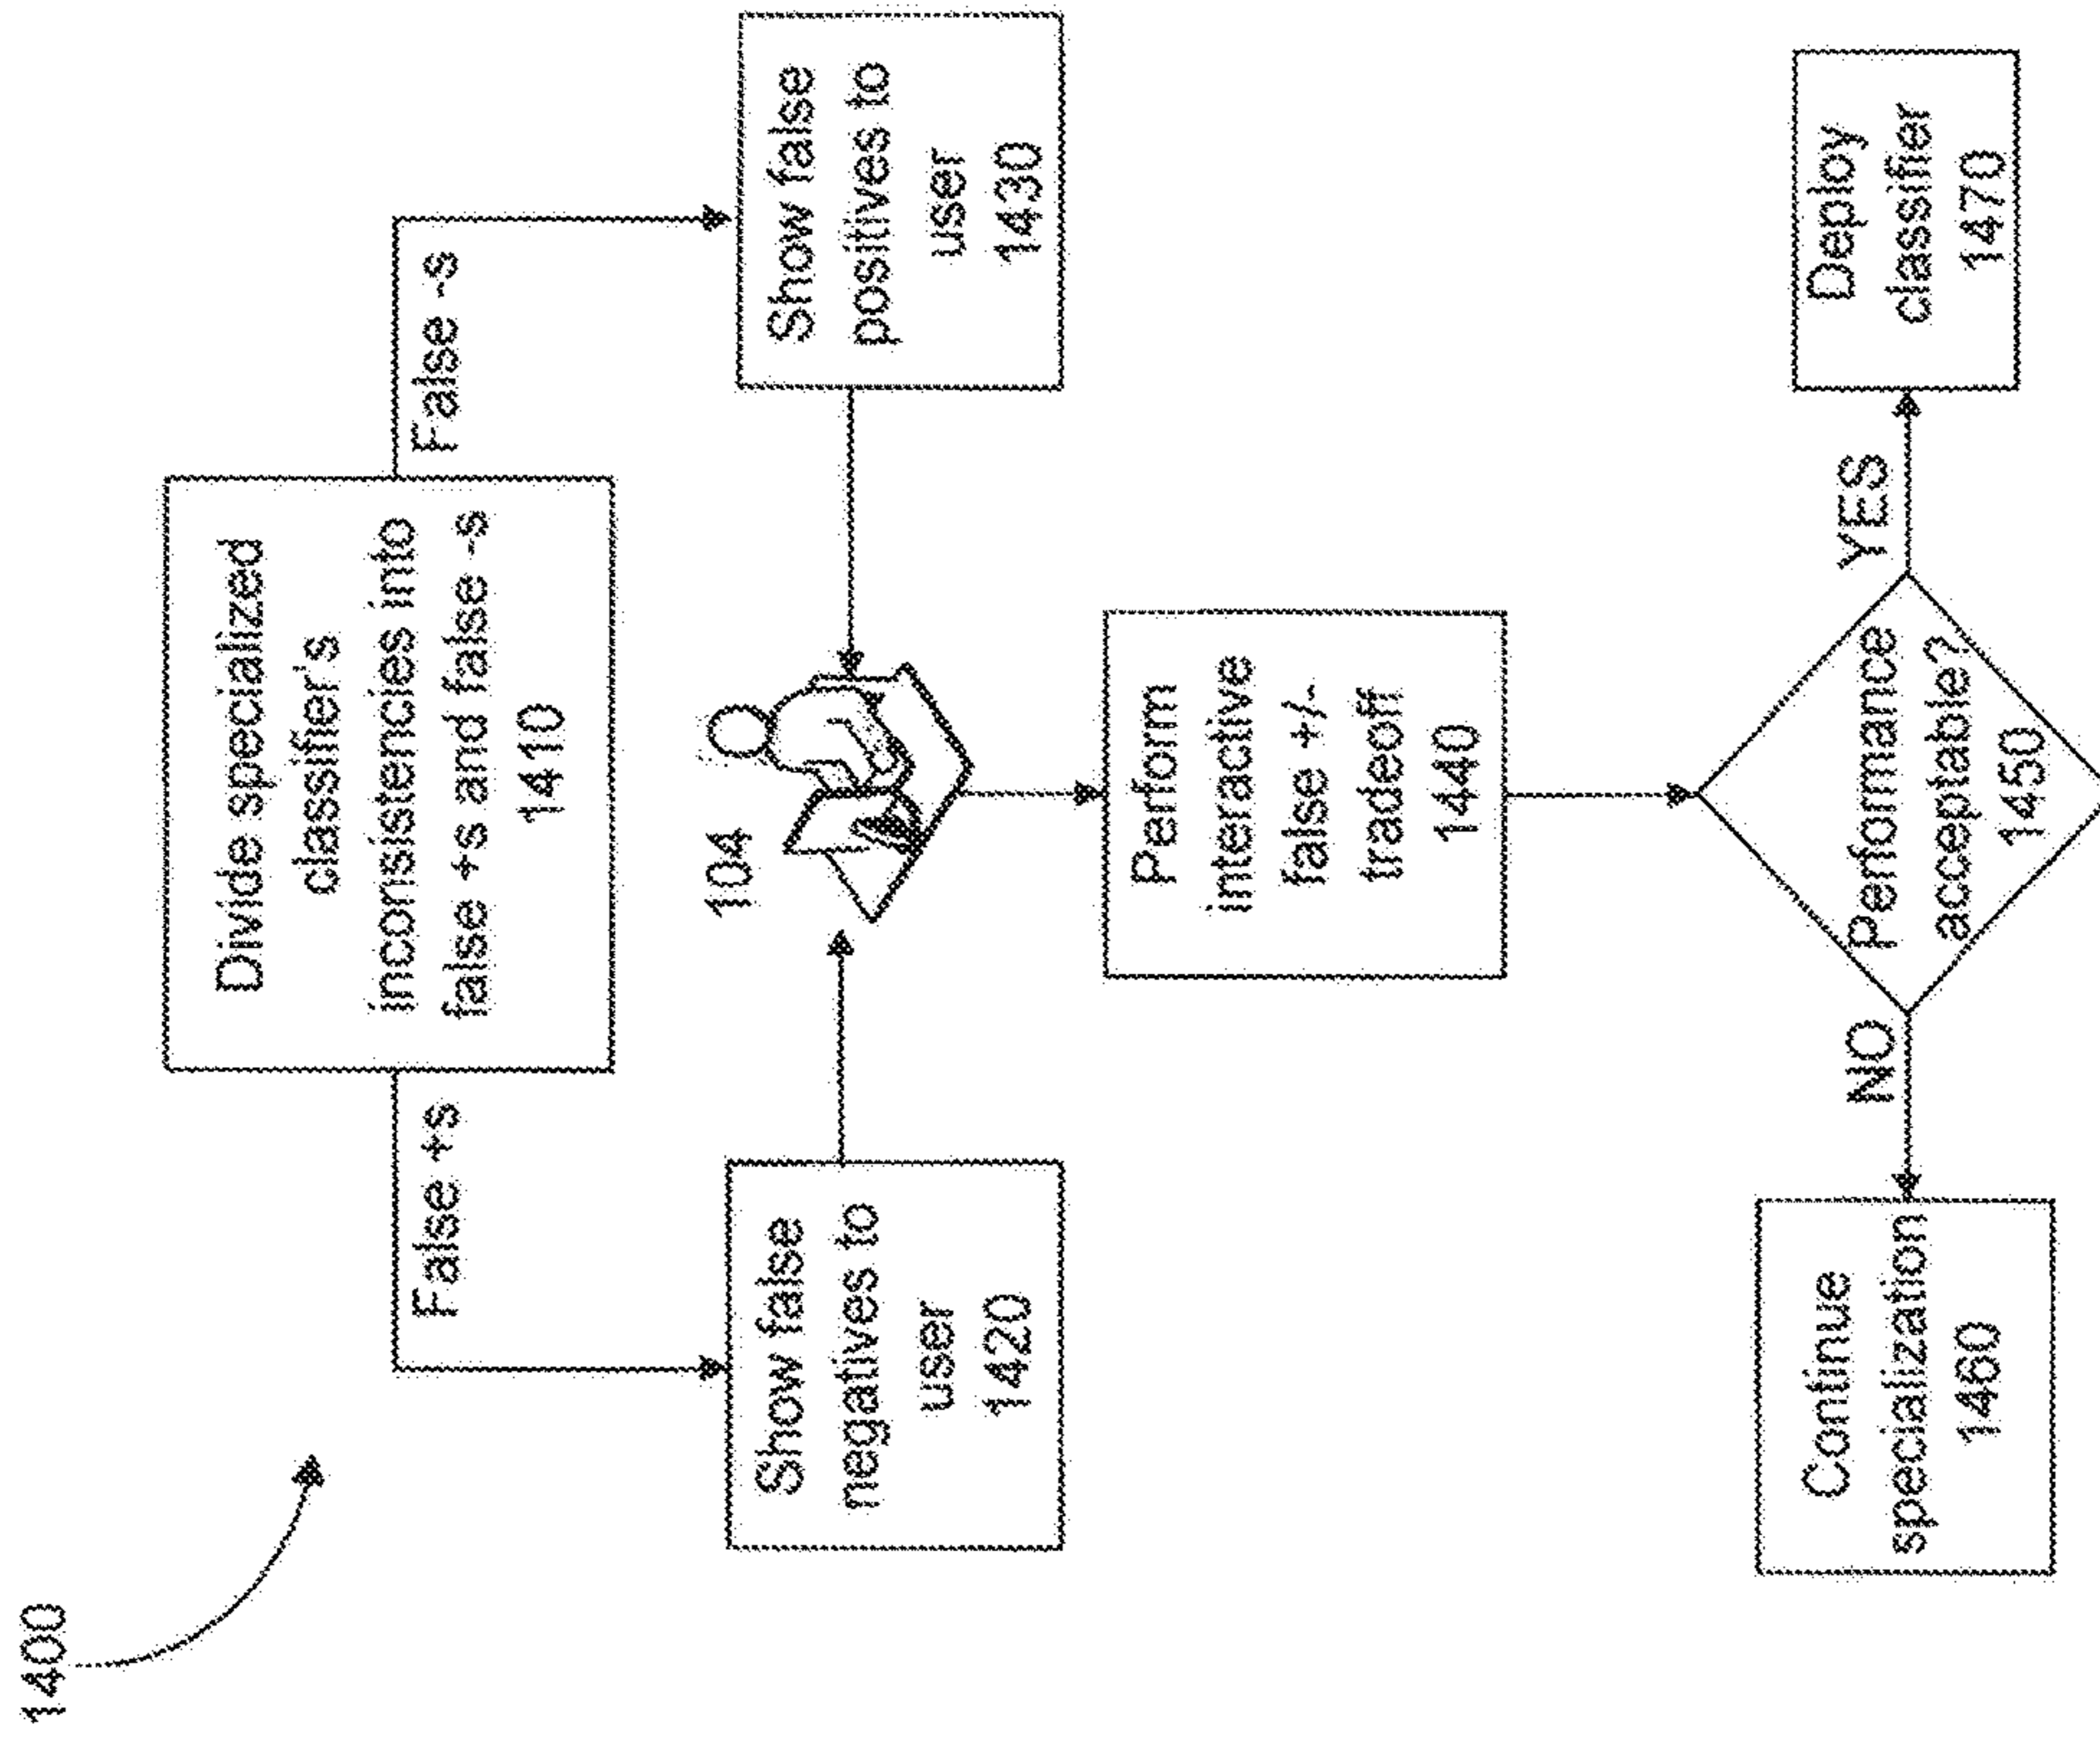 1400
Divide specialized
classifier's
inconsistencies into
false +s and false -s
1410
False +s
False -s
Show false
negatives to
user
1420
104
Show false
positives to
user
1430
Perform
interactive
false +/-
tradeoff
1440
Performance
acceptable?
1450
NO
YES
Continue
specialization
1460
Deploy
classifier
1470